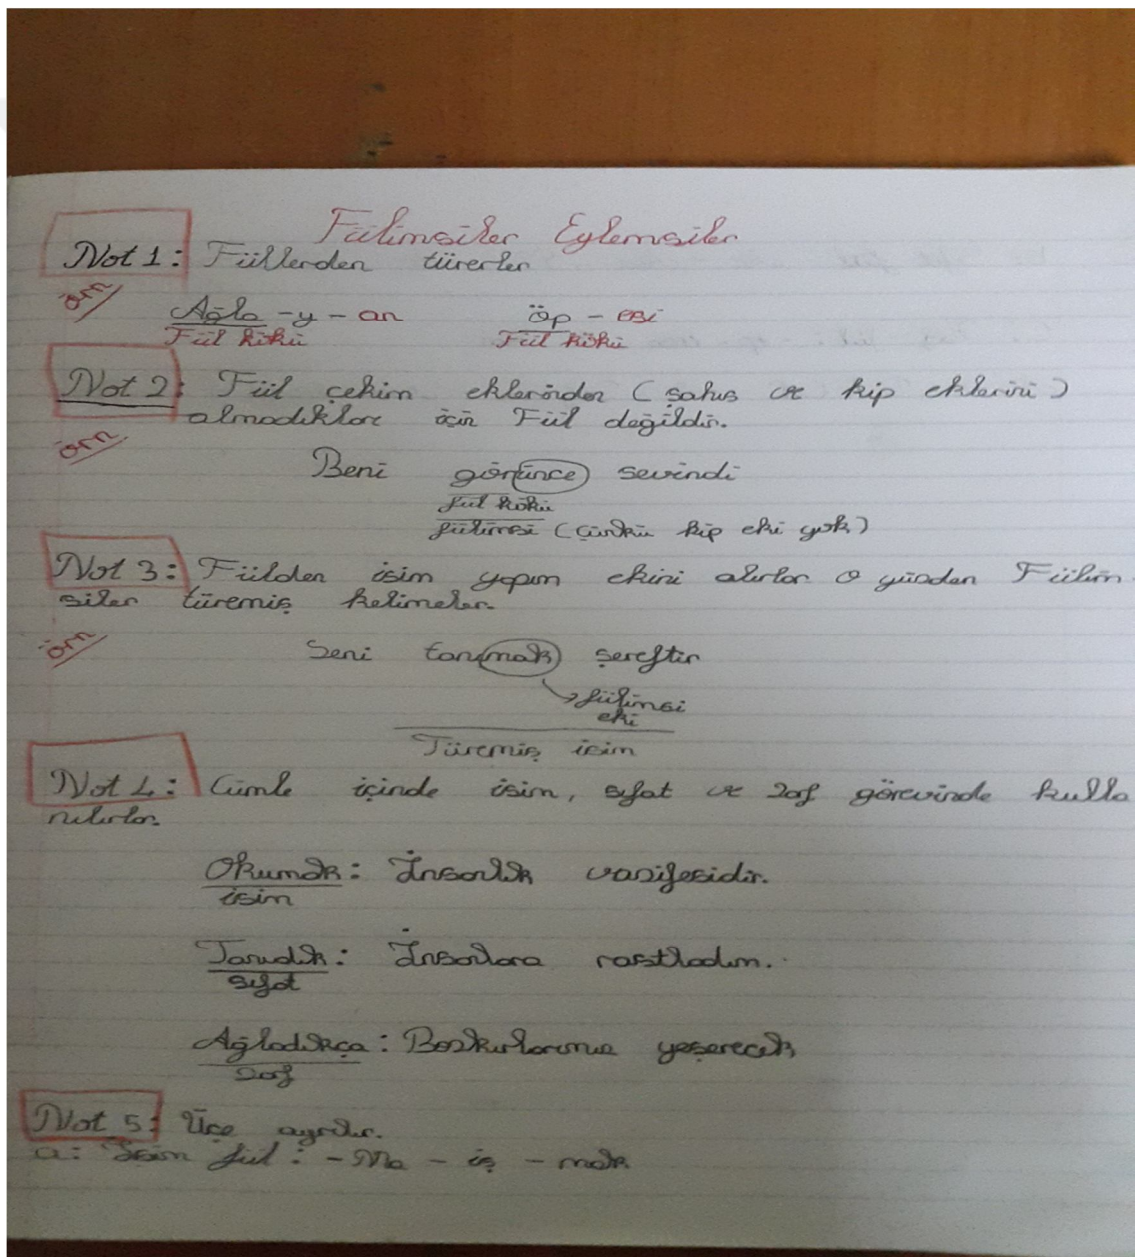 Fiilimsiler Eylemsiler
Not 1: Fiillerden türerler
örn
Ağla -y - an öp - esi
Fiil kökü Fiil kökü
Not 2: Fiil çekim eklerinden (şahıs ve kip eklerini)
almadıkları için Fiil değildir.
örn
Beni görünce sevindi
fiil kökü
fiilimsi (çünkü kip eki yok)
Not 3: Fiilden isim yapım ekini alırlar o yüzden Fiilim-
siler türemiş kelimeler.
örn
Seni tanımak şereftir
fiilimsi
eki
Türemiş isim
Not 4: Cümle içinde isim, sıfat ve zarf görevinde kulla
nılırlar.
Okumak: İnsanlık vazifesidir.
isim
Tanıdık: İnsanlara rastladım.
sıfat
Ağladıkça: Bozkırlarımız yeşerecek
zarf
Not 5: Üçe ayrılır.
a: İsim fiil: -Ma - iş - mak